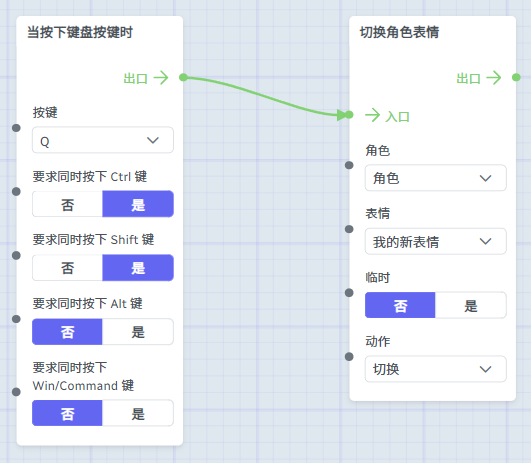 当按下键盘按键时
出口
按键
Q
要求同时按下 Ctrl 键
否 是
要求同时按下 Shift 键
否 是
要求同时按下 Alt 键
否 是
要求同时按下
Win/Command 键
否 是
切换角色表情
出口
入口
角色
角色
表情
我的新表情
临时
否 是
动作
切换